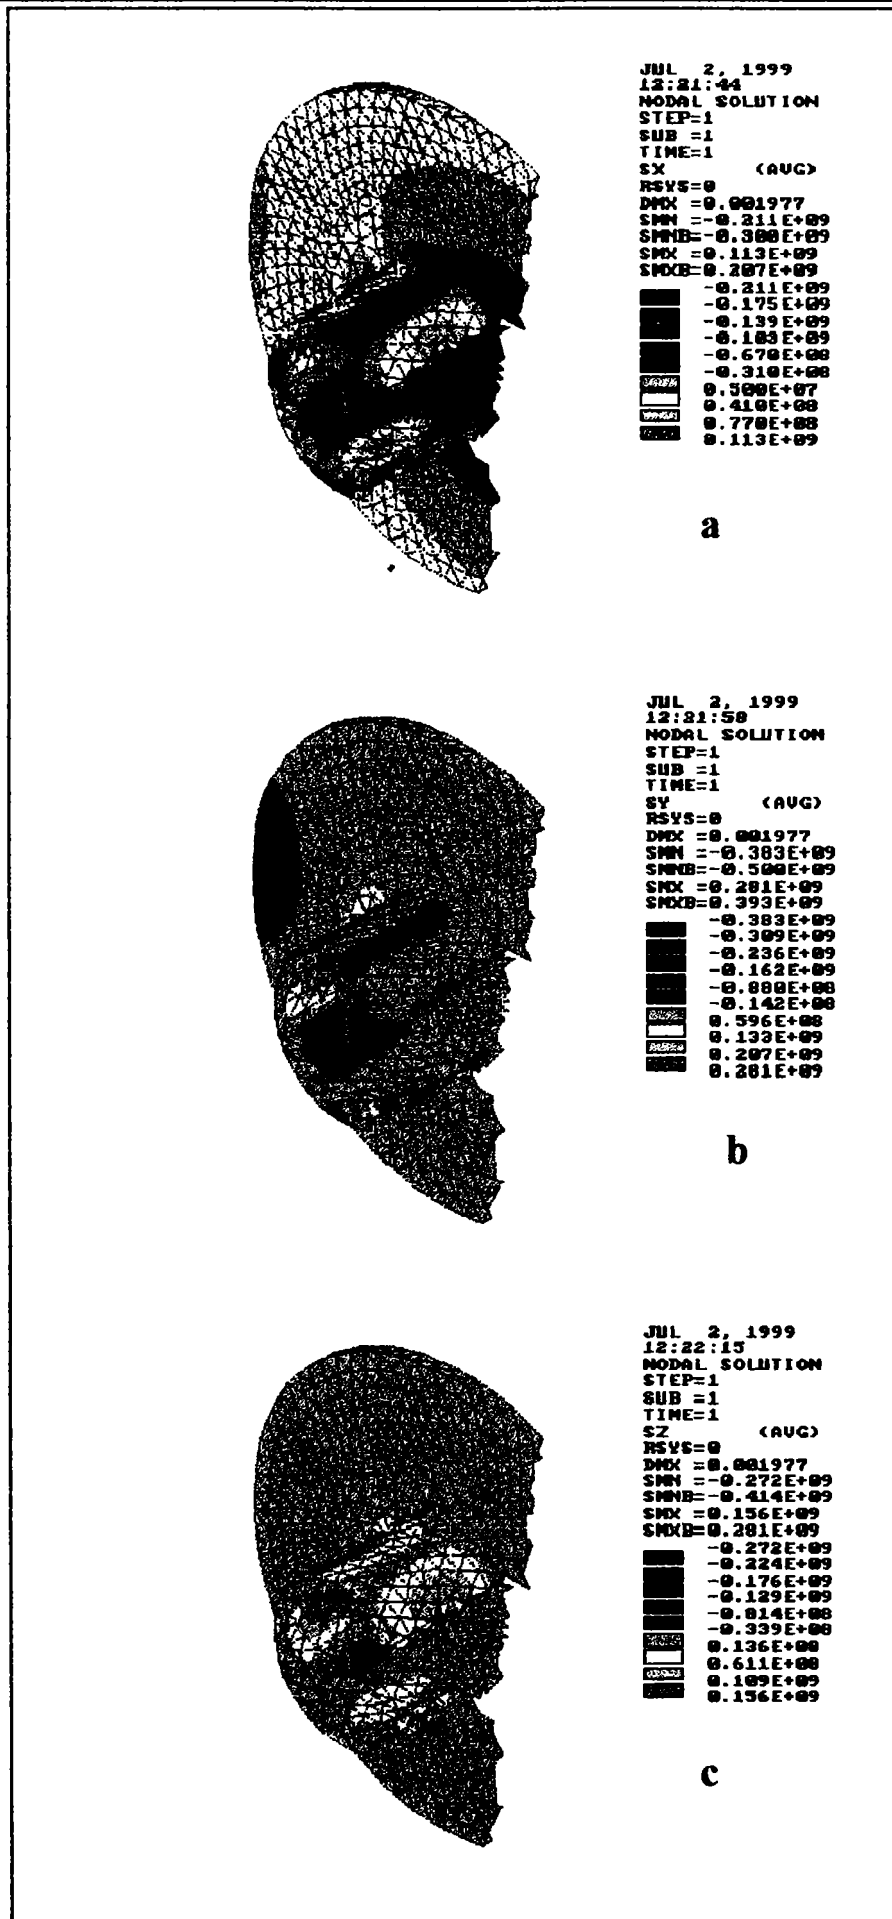 JUL 2, 1999
12:21:44
NODAL SOLUTION
STEP=1
SUB =1
TIME=1
SX (AVG)
RSYS=0
DMX =0.001977
SMN =-0.211E+09
SMNB=-0.300E+09
SMX =0.113E+09
SMXB=0.207E+09
-0.211E+09
-0.175E+09
-0.139E+09
-0.103E+09
-0.670E+08
-0.310E+08
0.500E+07
0.410E+08
0.770E+08
0.113E+09
a
JUL 2, 1999
12:21:58
NODAL SOLUTION
STEP=1
SUB =1
TIME=1
SY (AVG)
RSYS=0
DMX =0.001977
SMN =-0.383E+09
SMNB=-0.500E+09
SMX =0.281E+09
SMXB=0.393E+09
-0.383E+09
-0.309E+09
-0.236E+09
-0.162E+09
-0.880E+08
-0.142E+08
0.596E+08
0.133E+09
0.207E+09
0.281E+09
b
JUL 2, 1999
12:22:15
NODAL SOLUTION
STEP=1
SUB =1
TIME=1
SZ (AVG)
RSYS=0
DMX =0.001977
SMN =-0.272E+09
SMNB=-0.414E+09
SMX =0.156E+09
SMXB=0.281E+09
-0.272E+09
-0.224E+09
-0.176E+09
-0.129E+09
-0.814E+08
-0.339E+08
0.136E+08
0.611E+08
0.109E+09
0.156E+09
c